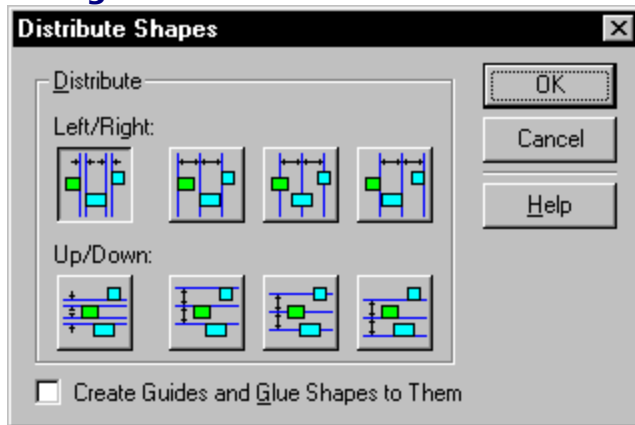 Distribute Shapes
Distribute
OK
Left/Right:
Cancel
Help
Up/Down:
Create Guides and Glue Shapes to Them